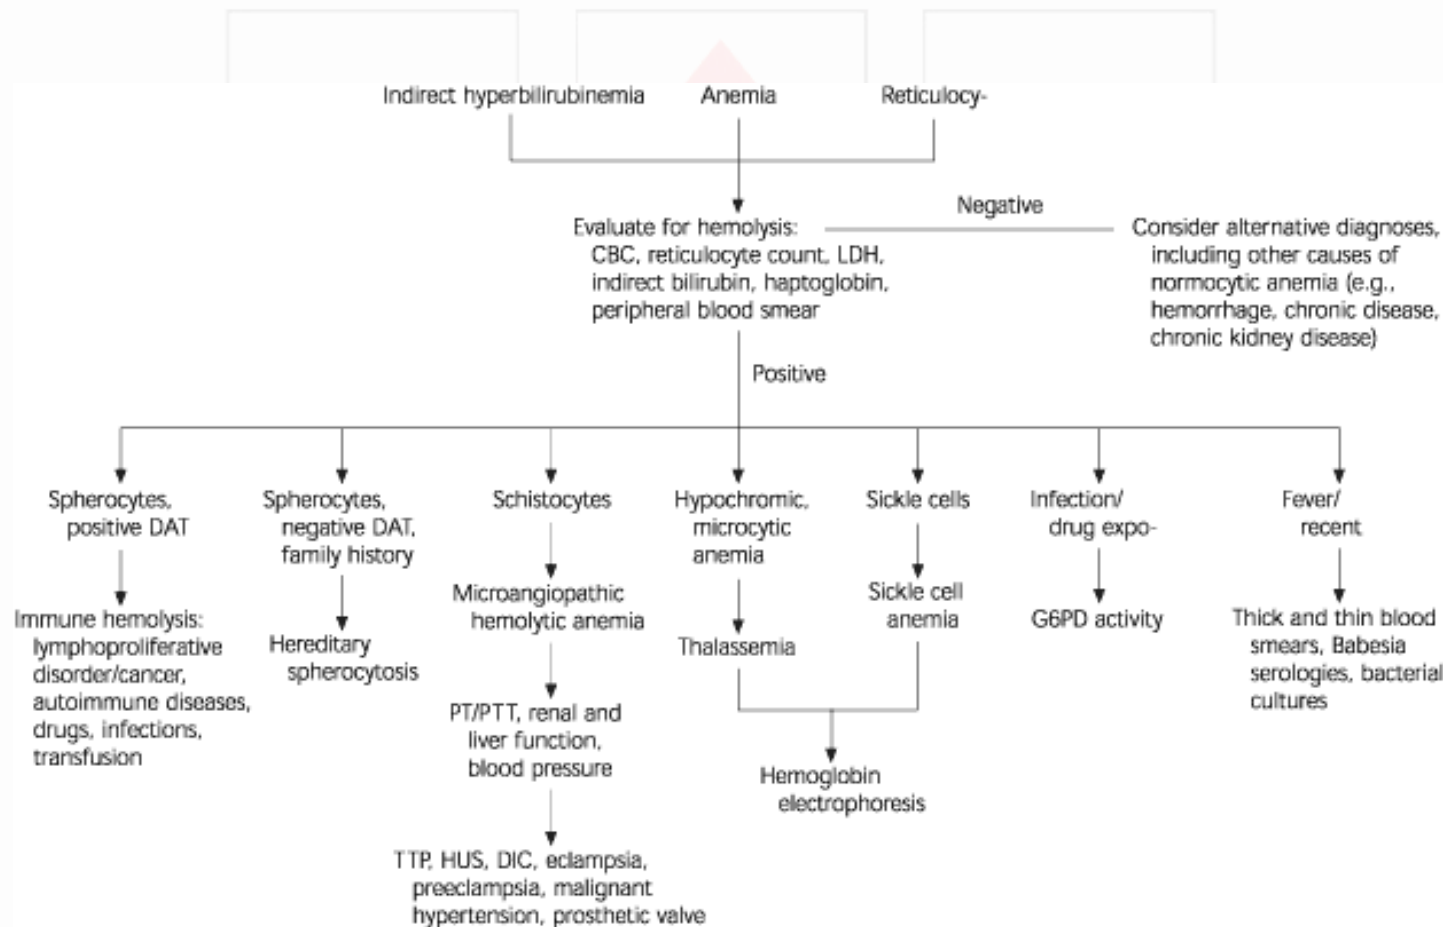 Indirect hyperbilirubinemia
Anemia
Reticulocy-
Evaluate for hemolysis:
CBC, reticulocyte count, LDH,
indirect bilirubin, haptoglobin,
peripheral blood smear
Negative
Consider alternative diagnoses,
including other causes of
normocytic anemia (e.g.,
hemorrhage, chronic disease,
chronic kidney disease)
Positive
Spherocytes,
positive DAT
Immune hemolysis:
lymphoproliferative
disorder/cancer,
autoimmune diseases,
drugs, infections,
transfusion
Spherocytes,
negative DAT,
family history
Hereditary
spherocytosis
Schistocytes
Microangiopathic
hemolytic anemia
PT/PTT, renal and
liver function,
blood pressure
TTP, HUS, DIC, eclampsia,
preeclampsia, malignant
hypertension, prosthetic valve
Hypochromic,
microcytic
anemia
Thalassemia
Sickle cells
Sickle cell
anemia
Hemoglobin
electrophoresis
Infection/
drug expo-
G6PD activity
Fever/
recent
Thick and thin blood
smears, Babesia
serologies, bacterial
cultures